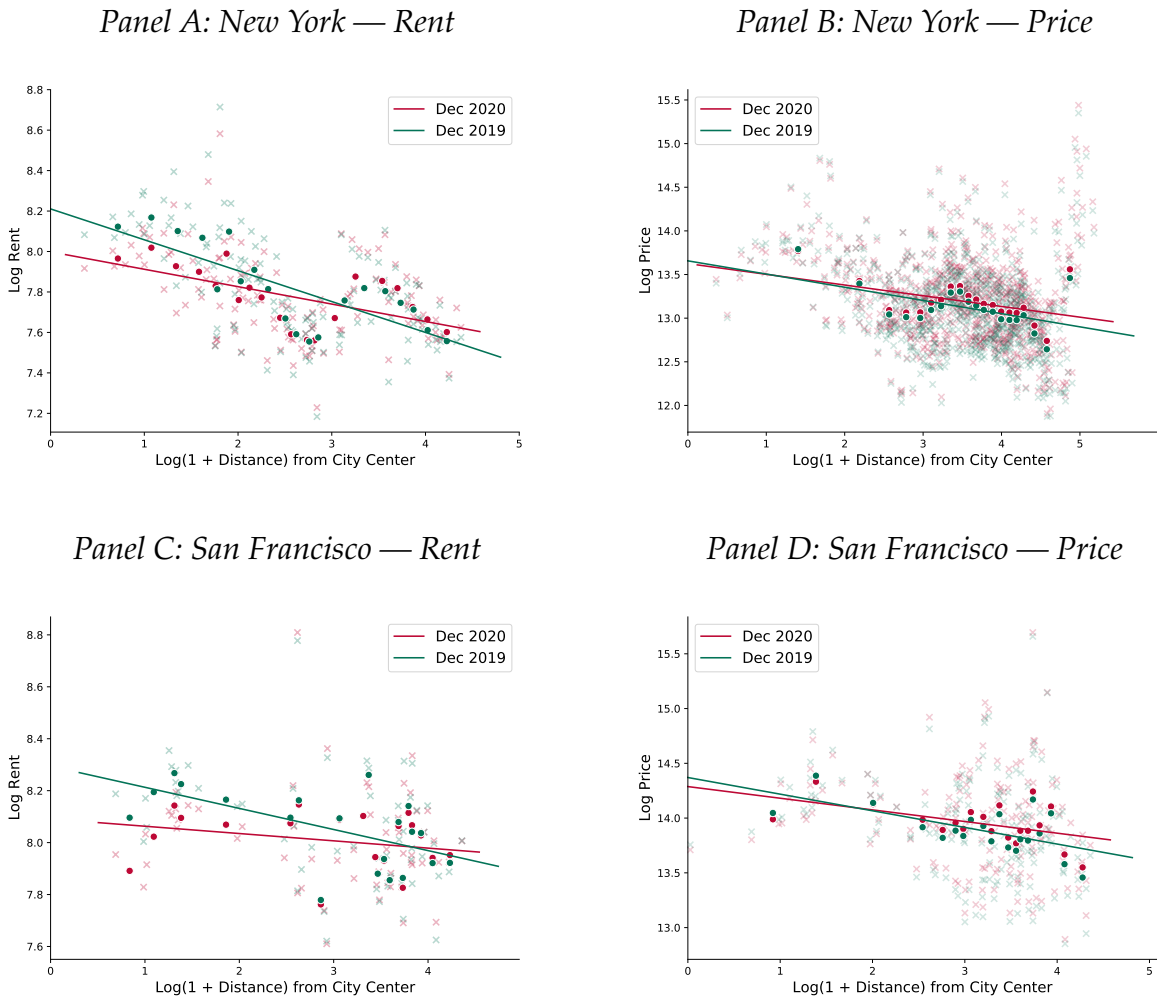 Panel A: New York — Rent
Panel B: New York — Price
8.8
8.6
8.4
8.2
8.0
7.8
7.6
7.4
7.2
Log Rent
Dec 2020
Dec 2019
0 1 2 3 4 5
Log(1 + Distance) from City Center
15.5
15.0
14.5
14.0
13.5
13.0
12.5
12.0
Log Price
Dec 2020
Dec 2019
0 1 2 3 4 5
Log(1 + Distance) from City Center
Panel C: San Francisco — Rent
Panel D: San Francisco — Price
8.8
8.6
8.4
8.2
8.0
7.8
7.6
Log Rent
Dec 2020
Dec 2019
0 1 2 3 4
Log(1 + Distance) from City Center
15.5
15.0
14.5
14.0
13.5
13.0
Log Price
Dec 2020
Dec 2019
0 1 2 3 4 5
Log(1 + Distance) from City Center